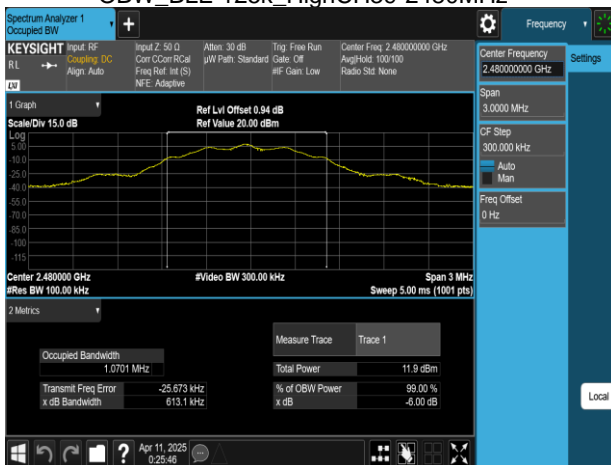 OBW_BLE 125k_HighCH39-2480MHz
Spectrum Analyzer 1
Occupied BW
Frequency
KEYSIGHT
RL
LXI
Input: RF
Coupling: DC
Align: Auto
Input Z: 50 Ω
Corr CCorr RCal
Freq Ref: Int (S)
NFE: Adaptive
Atten: 30 dB
µW Path: Standard
Trig: Free Run
Gate: Off
#IF Gain: Low
Center Freq: 2.480000000 GHz
Avg|Hold: 100/100
Radio Std: None
Center Frequency
2.480000000 GHz
Settings
Span
3.0000 MHz
CF Step
300.000 kHz
Auto
Man
Freq Offset
0 Hz
Local
1 Graph
Scale/Div 15.0 dB
Ref Lvl Offset 0.94 dB
Ref Value 20.00 dBm
Log
5.00
-10.0
-25.0
-40.0
-55.0
-70.0
-85.0
-100
-115
Center 2.480000 GHz
#Video BW 300.00 kHz
Span 3 MHz
#Res BW 100.00 kHz
Sweep 5.00 ms (1001 pts)
2 Metrics
Measure Trace
Trace 1
Occupied Bandwidth
1.0701 MHz
Total Power
11.9 dBm
Transmit Freq Error
-25.673 kHz
% of OBW Power
99.00 %
x dB Bandwidth
613.1 kHz
x dB
-6.00 dB
Apr 11, 2025
0:25:46